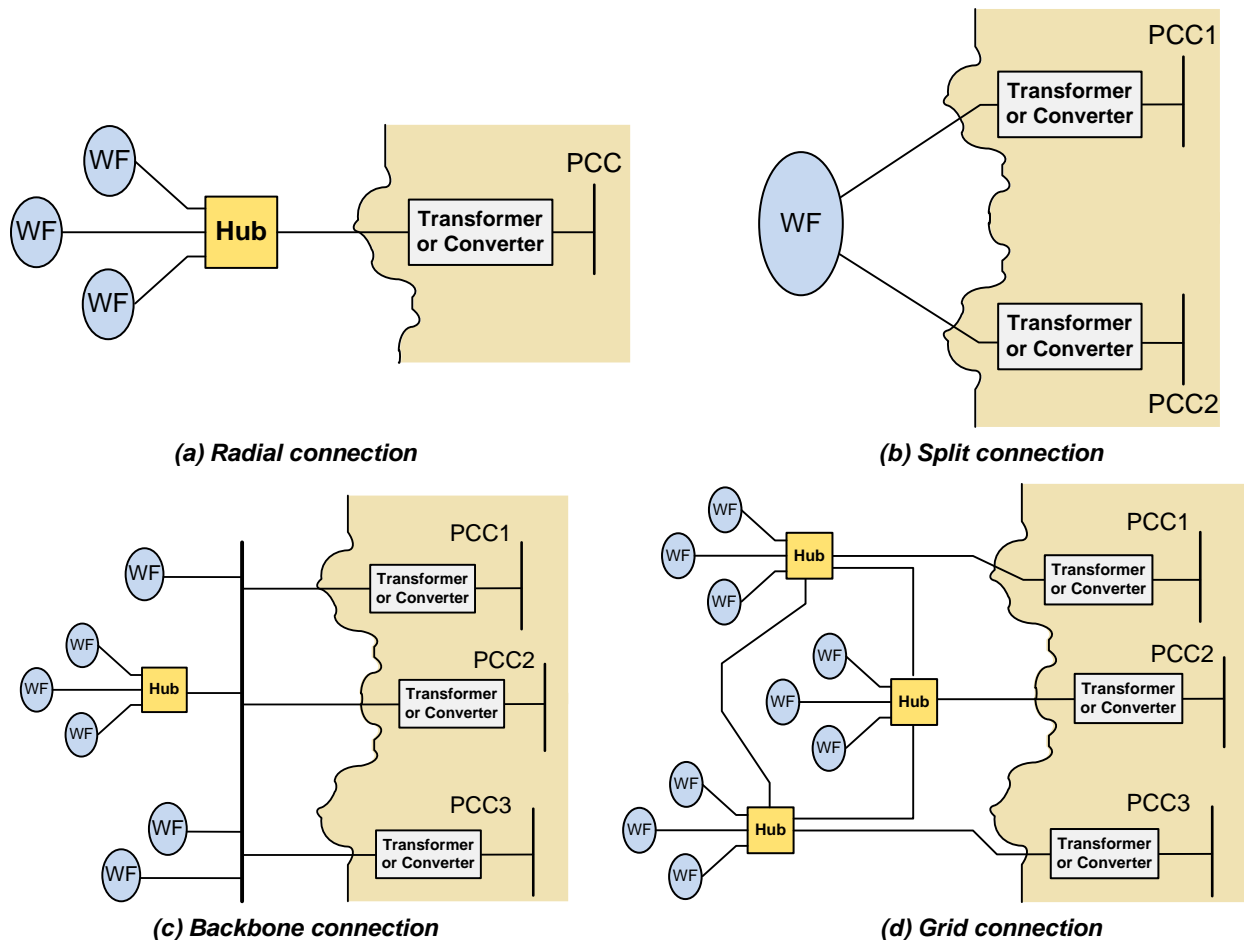 WF
WF
WF
Hub
Transformer
or Converter
PCC
(a) Radial connection
WF
PCC1
Transformer
or Converter
Transformer
or Converter
PCC2
(b) Split connection
WF
WF
WF
WF
Hub
WF
WF
PCC1
Transformer
or Converter
PCC2
Transformer
or Converter
PCC3
Transformer
or Converter
(c) Backbone connection
WF
WF
WF
Hub
PCC1
Transformer
or Converter
WF
WF
WF
Hub
PCC2
Transformer
or Converter
WF
WF
WF
Hub
PCC3
Transformer
or Converter
(d) Grid connection